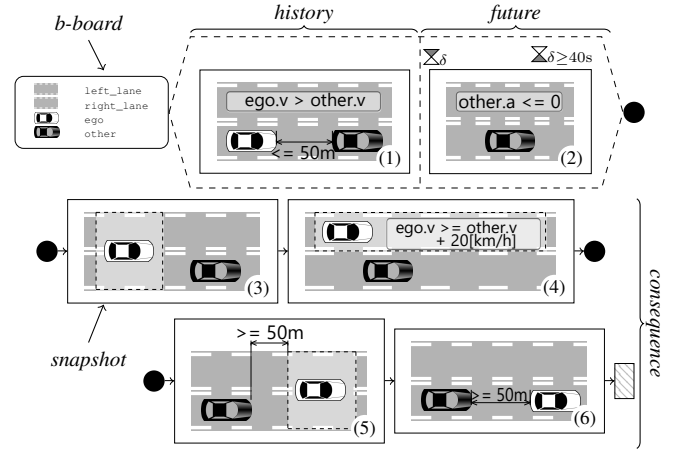 history
future
b-board
δ
δ≥40s
left_lane
right_lane
ego
other
ego.v > other.v
other.a <= 0
<= 50m
(1)
(2)
ego.v >= other.v
+ 20[km/h]
(3)
(4)
consequence
snapshot
>= 50m
>= 50m
(5)
(6)